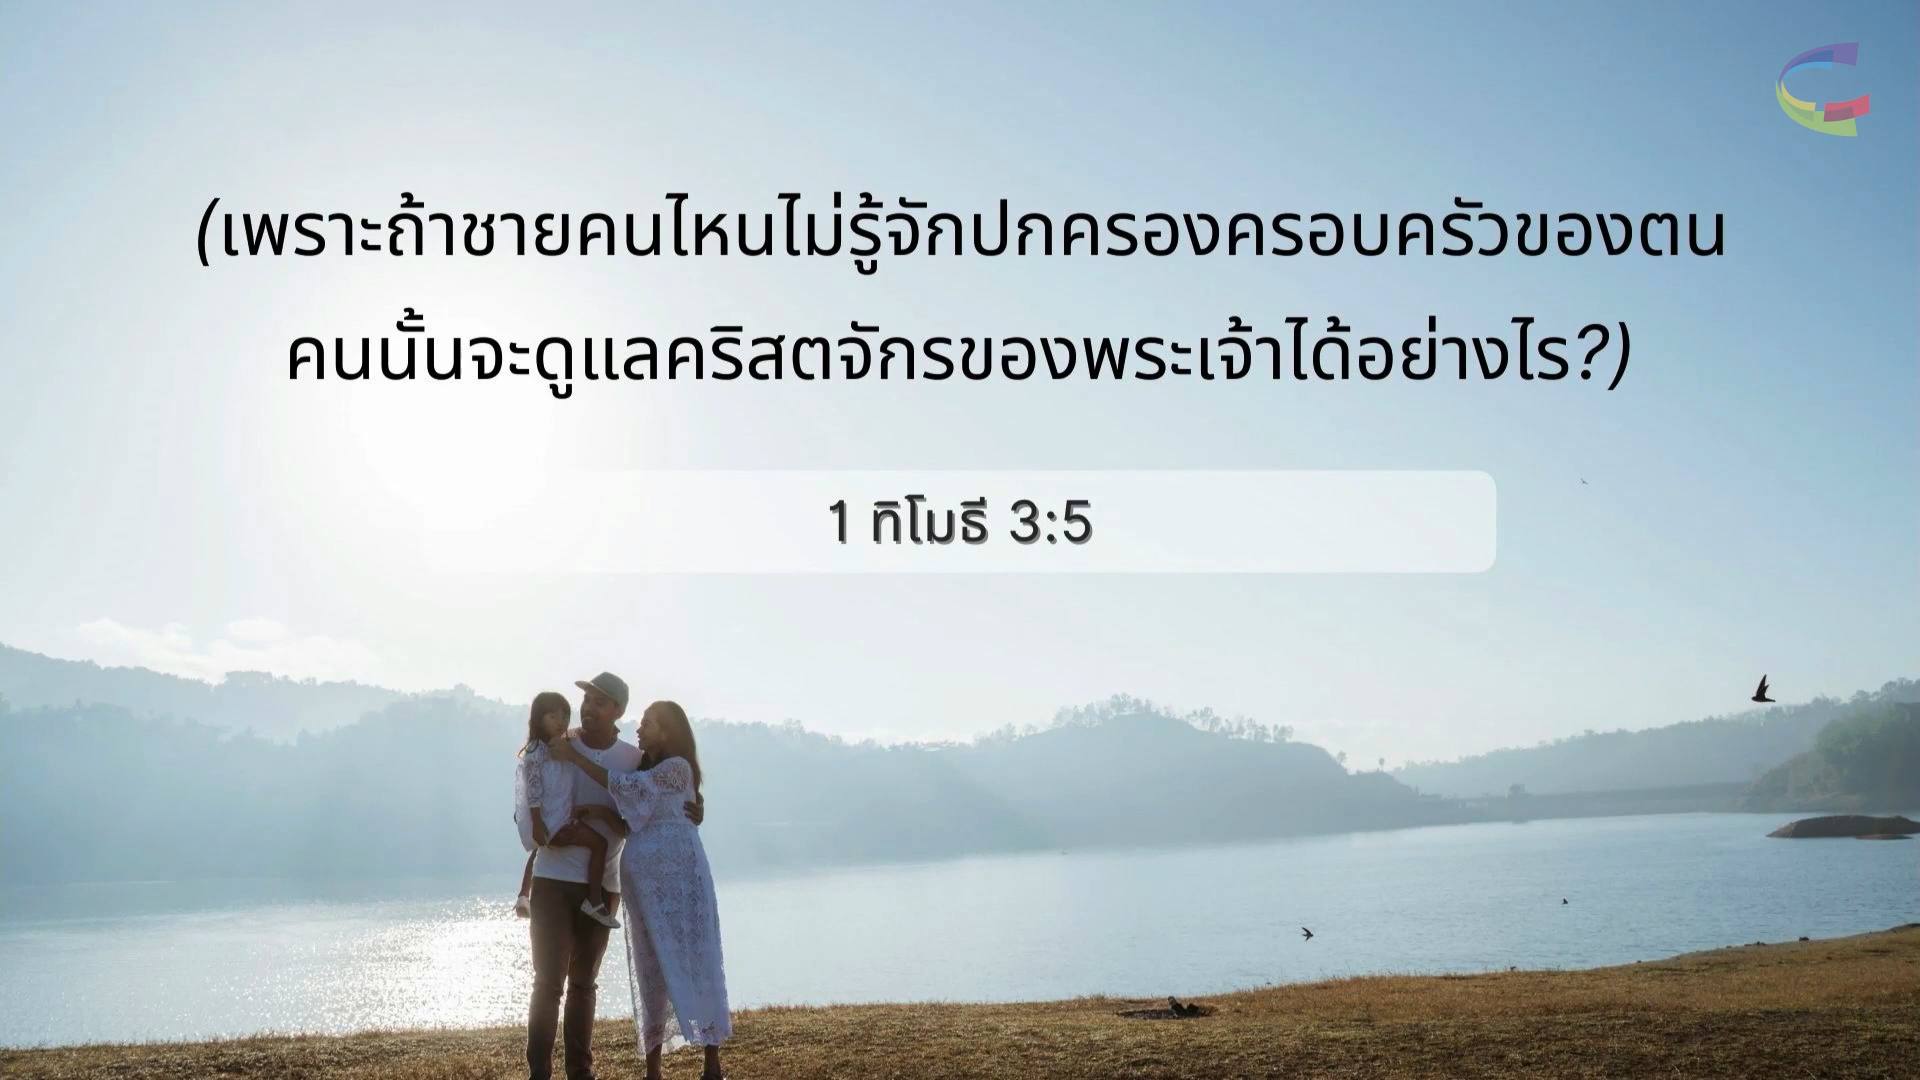 (เพราะถ้าชายคนไหนไม่รู้จักปกครองครอบครัวของตน
คนนั้นจะดูแลคริสตจักรของพระเจ้าได้อย่างไร?)
1 ทิโมธี 3:5